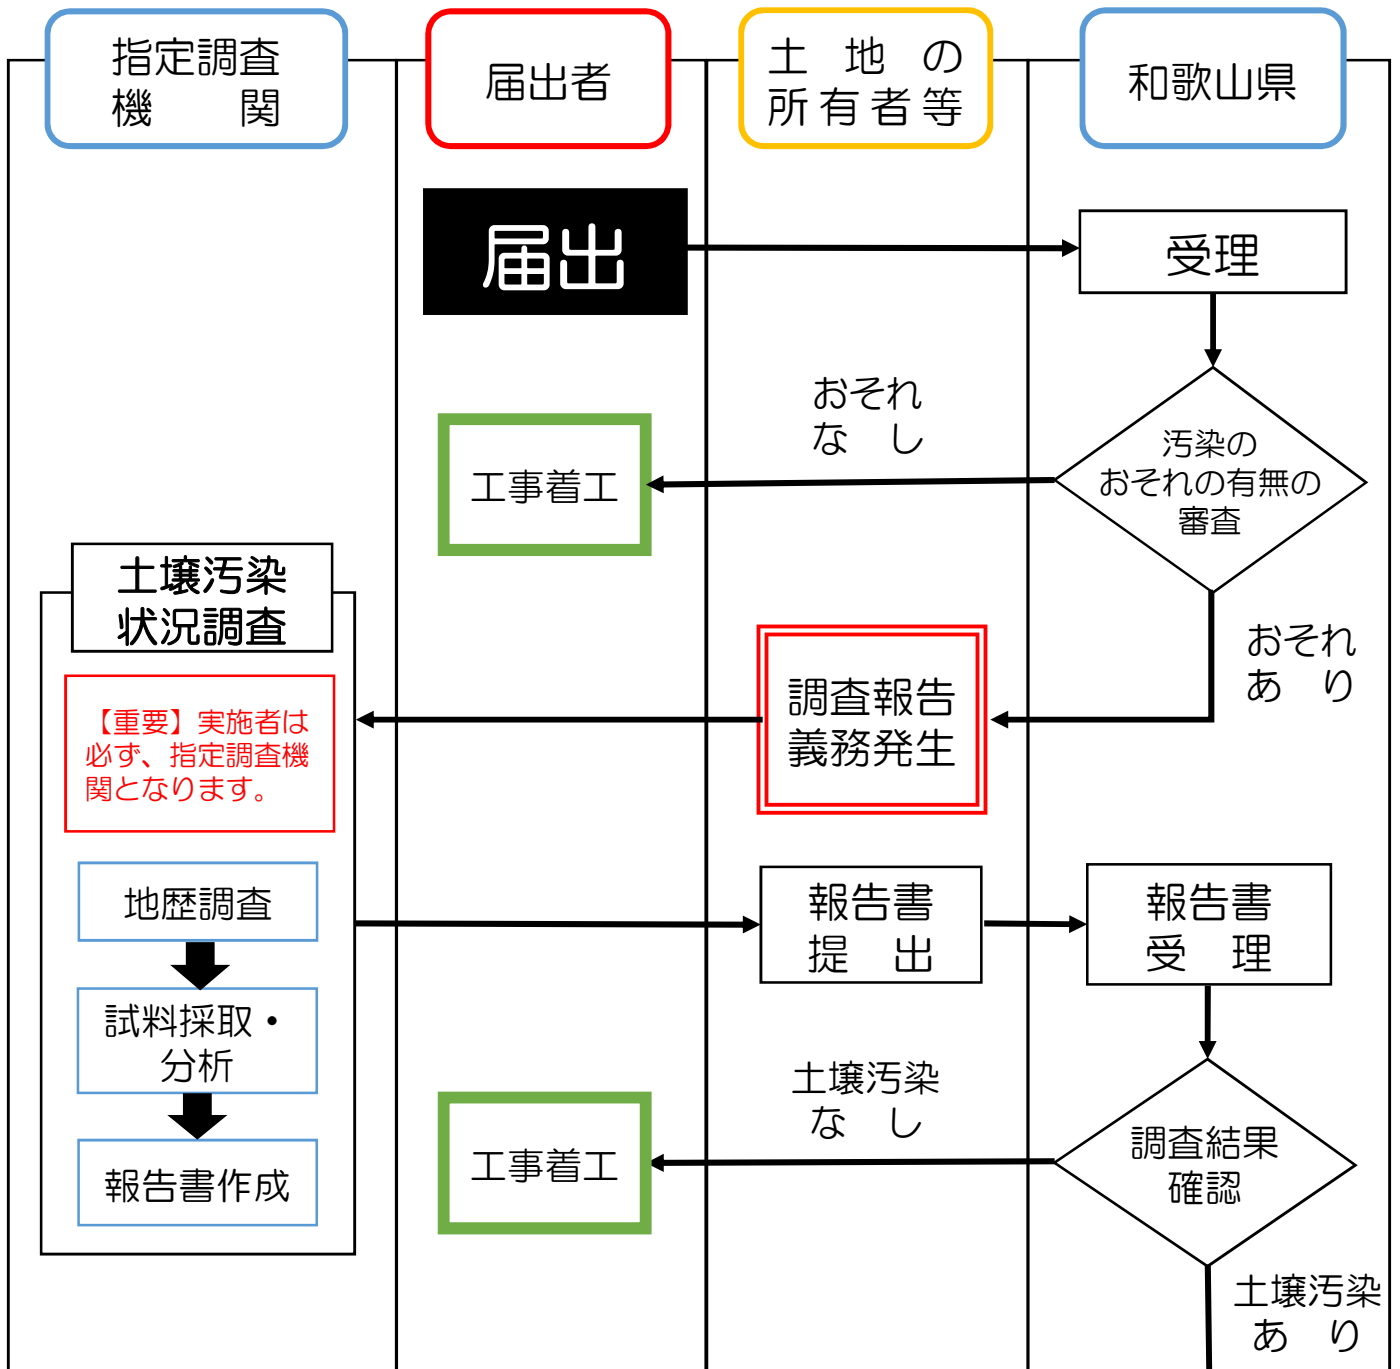 指定調査
機関
届出者
土地の
所有者等
和歌山県
届出
受理
おそれ
なし
工事着工
汚染の
おそれの有無の
審査
おそれ
あり
土壌汚染
状況調査
【重要】実施者は
必ず、指定調査機
関となります。
調査報告
義務発生
地歴調査
試料採取・
分析
報告書作成
報告書
提出
報告書
受理
土壌汚染
なし
工事着工
調査結果
確認
土壌汚染
あり